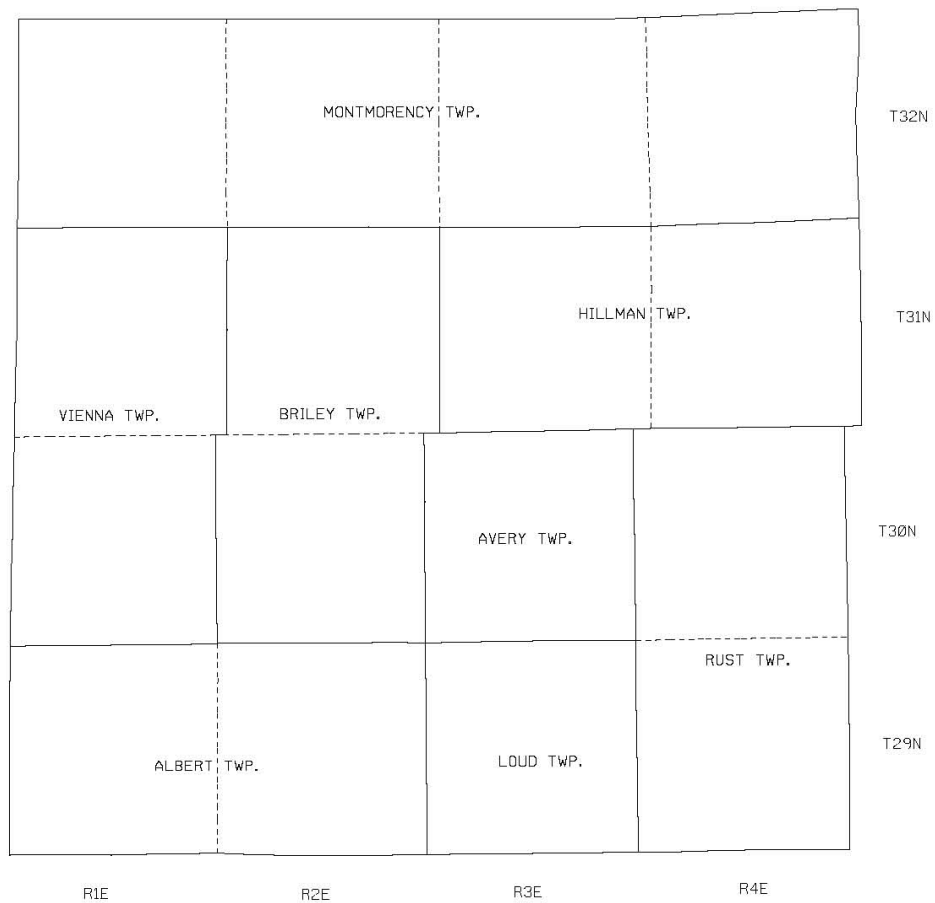 MONTMORENCY TWP.
T32N
HILLMAN TWP.
T31N
VIENNA TWP.
BRILEY TWP.
AVERY TWP.
T30N
RUST TWP.
T29N
ALBERT TWP.
LOUD TWP.
R1E
R2E
R3E
R4E